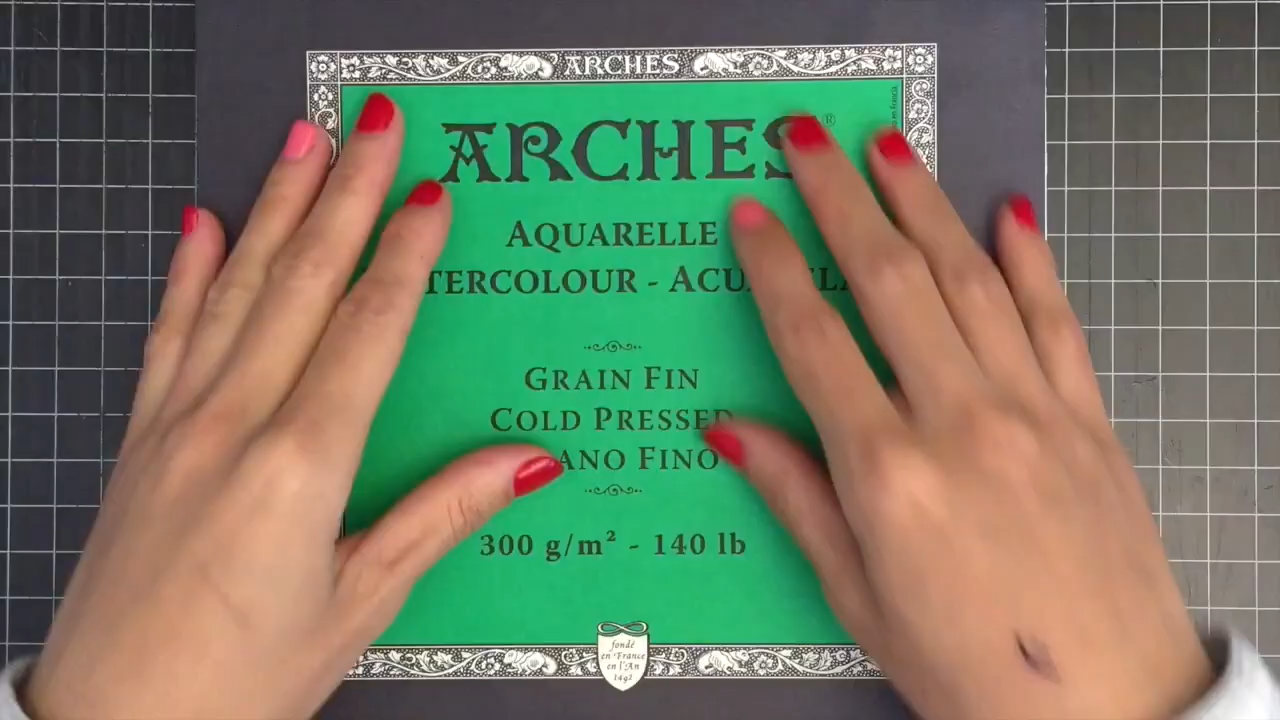 ARCHES
ARCHES®
AQUARELLE
TERCOLOUR - ACU
GRAIN FIN
COLD PRESSED
ANO FINO
300 g/m² - 140 lb
fondé
en France
en l'An
1492